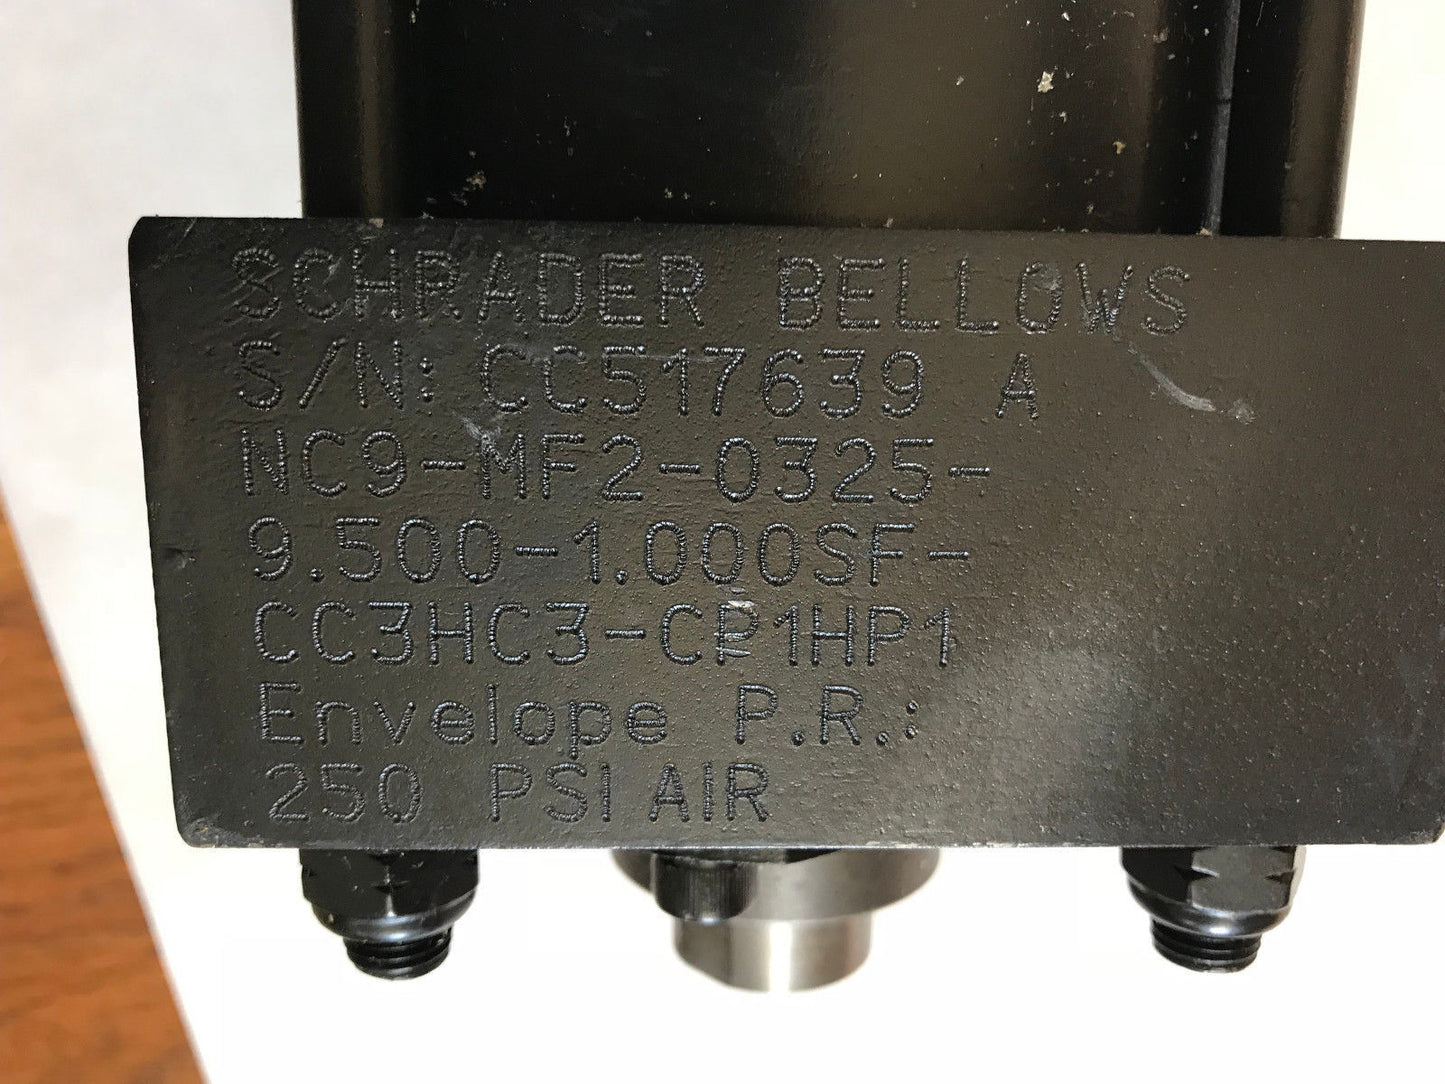 SCHRADER BELLOWS
S/N: CC517639 A
NC9-MF2-0325-
9.500-1.000SF-
CC3HC3-CP1HP1
Envelope P.R.:
250 PSI AIR